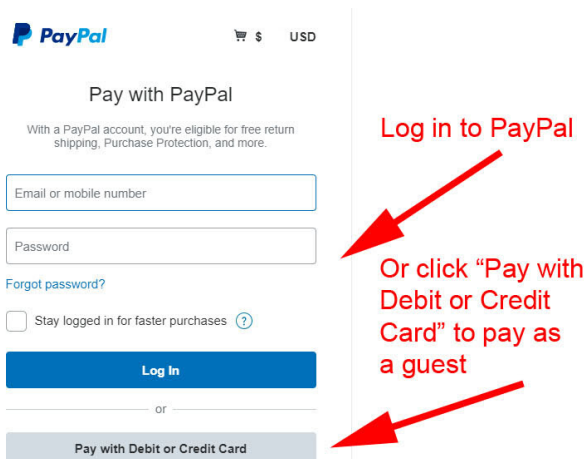 PayPal
$ USD
Pay with PayPal
With a PayPal account, you're eligible for free return
shipping, Purchase Protection, and more.
Email or mobile number
Password
Forgot password?
Stay logged in for faster purchases ?
Log In
or
Pay with Debit or Credit Card
Log in to PayPal
Or click “Pay with
Debit or Credit
Card” to pay as
a guest